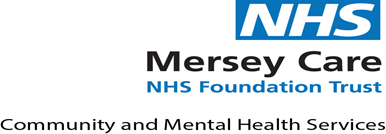 NHS
Mersey Care
NHS Foundation Trust
Community and Mental Health Services